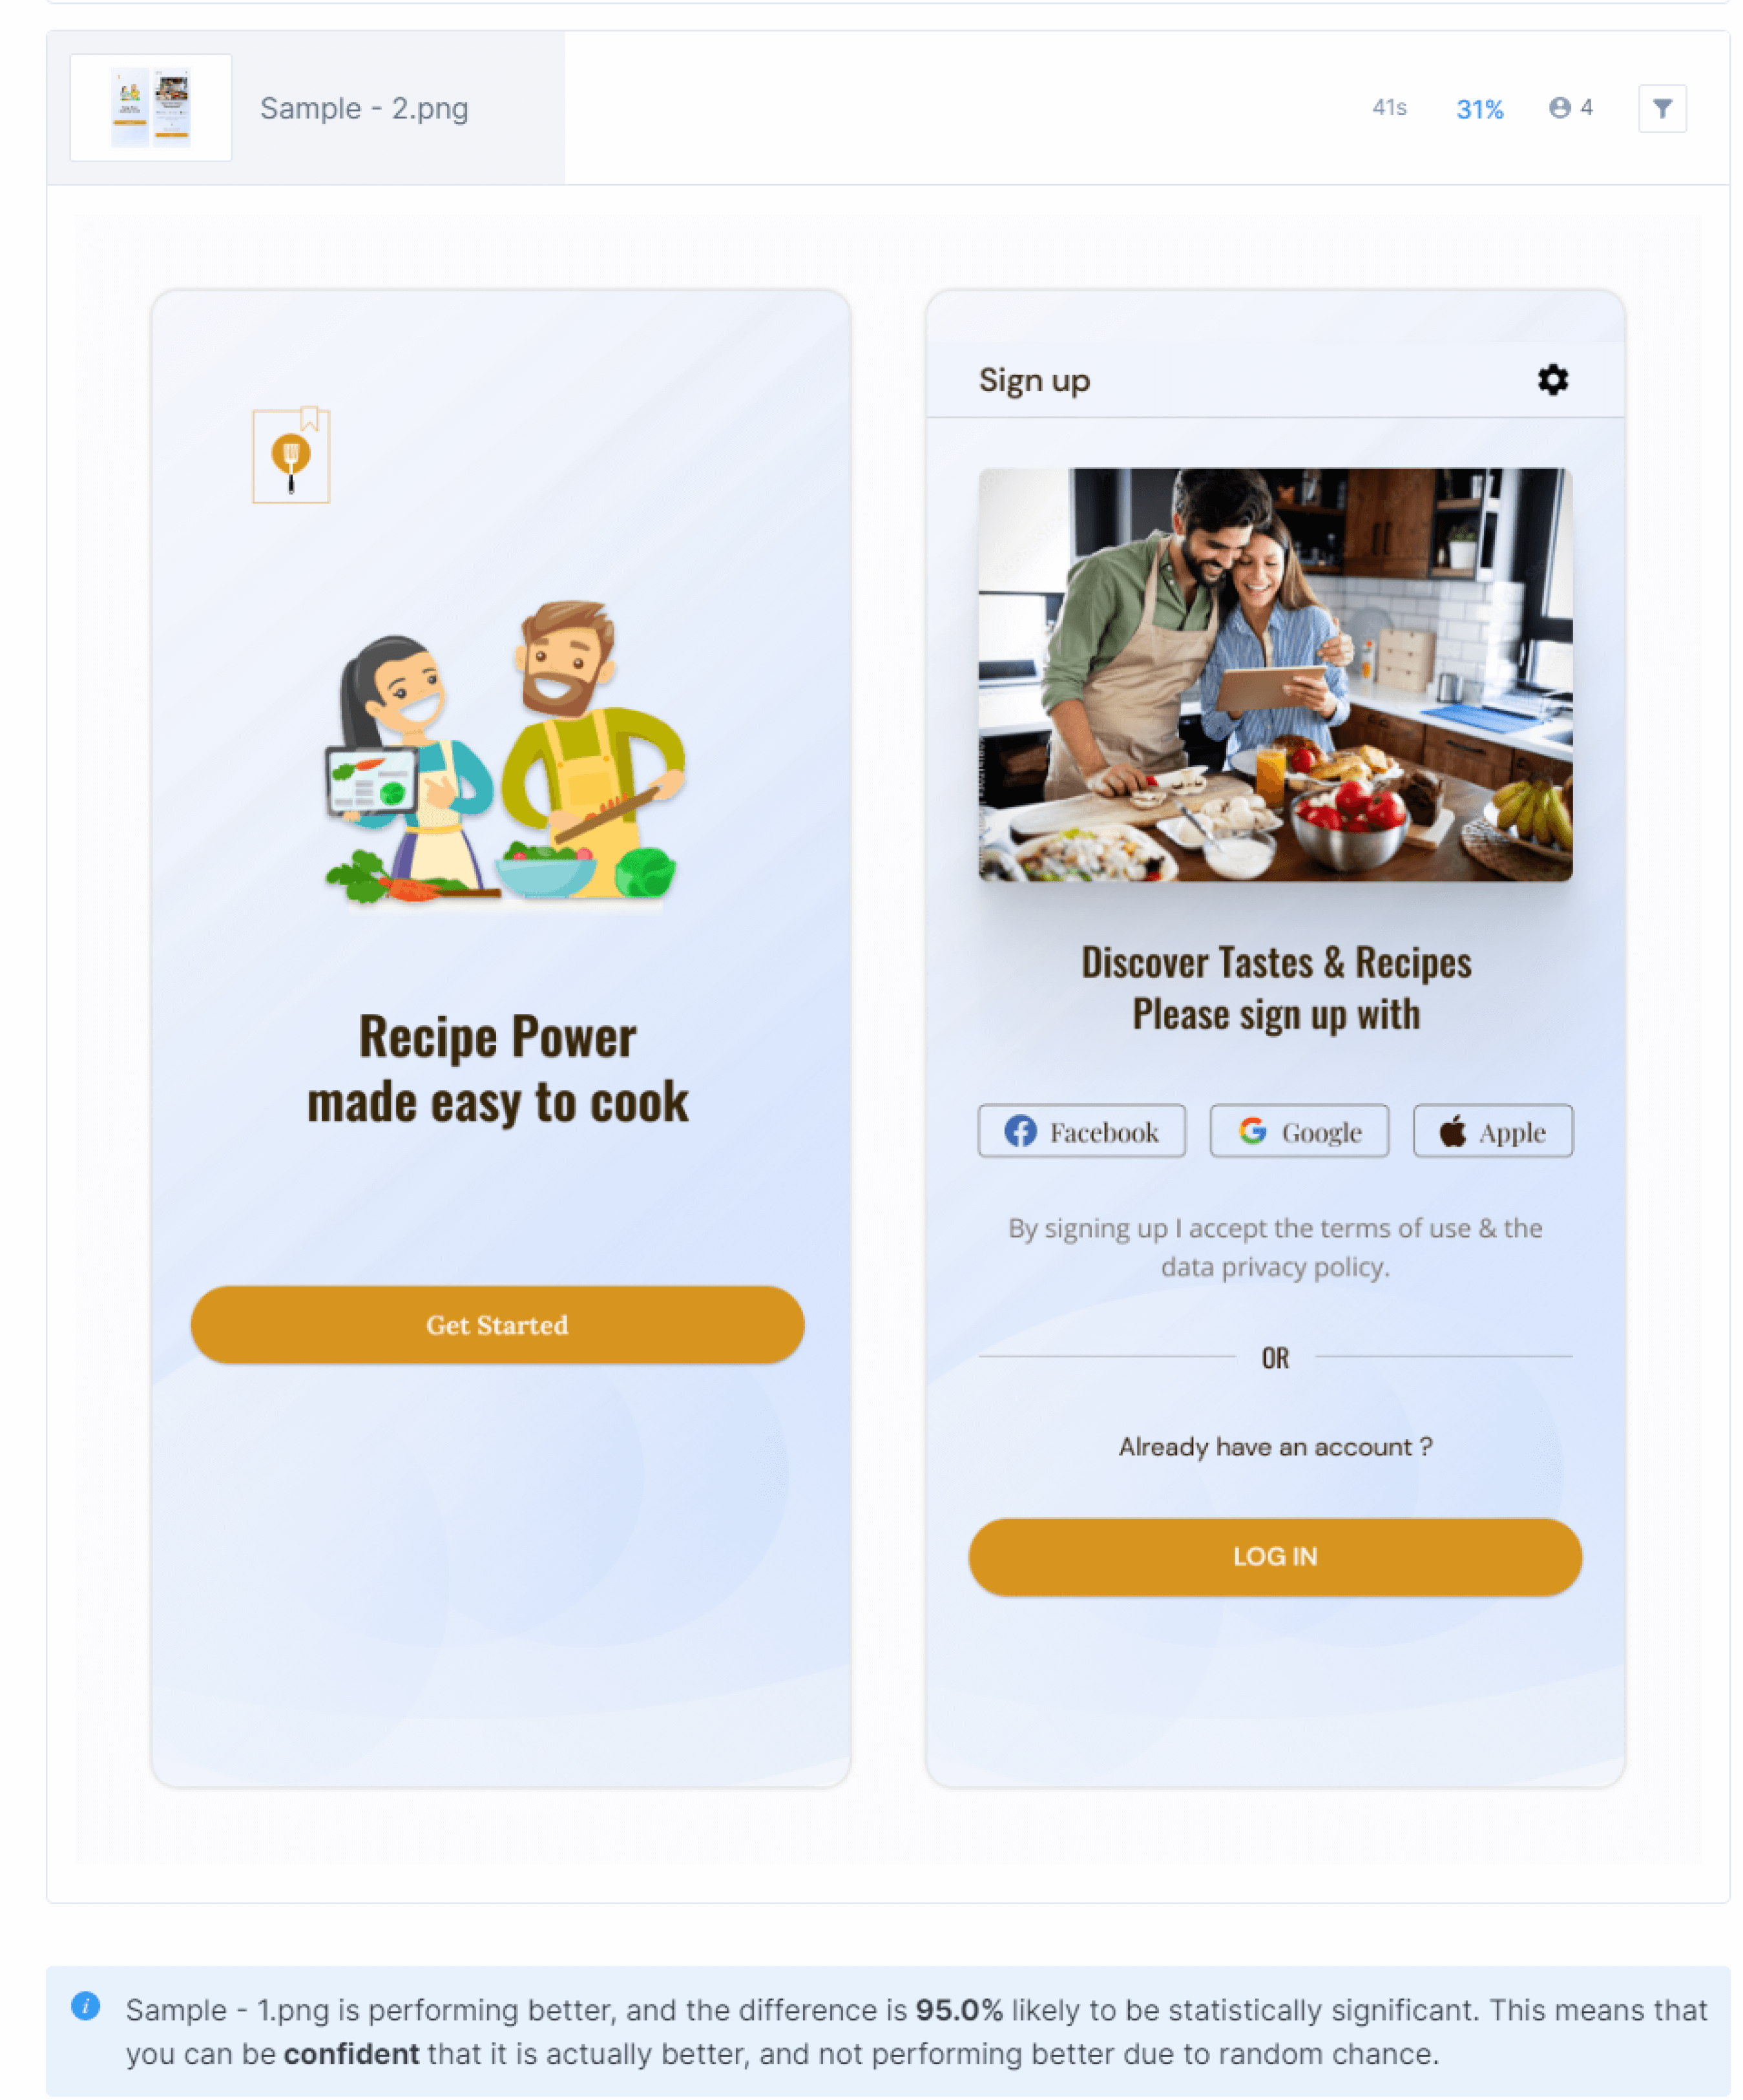 Sample - 2.png
41s
31%
4
Sign up
Discover Tastes & Recipes
Please sign up with
Facebook
Google
Apple
By signing up I accept the terms of use & the
data privacy policy.
OR
Already have an account ?
LOG IN
Recipe Power
made easy to cook
Get Started
Sample - 1.png is performing better, and the difference is 95.0% likely to be statistically significant. This means that
you can be confident that it is actually better, and not performing better due to random chance.